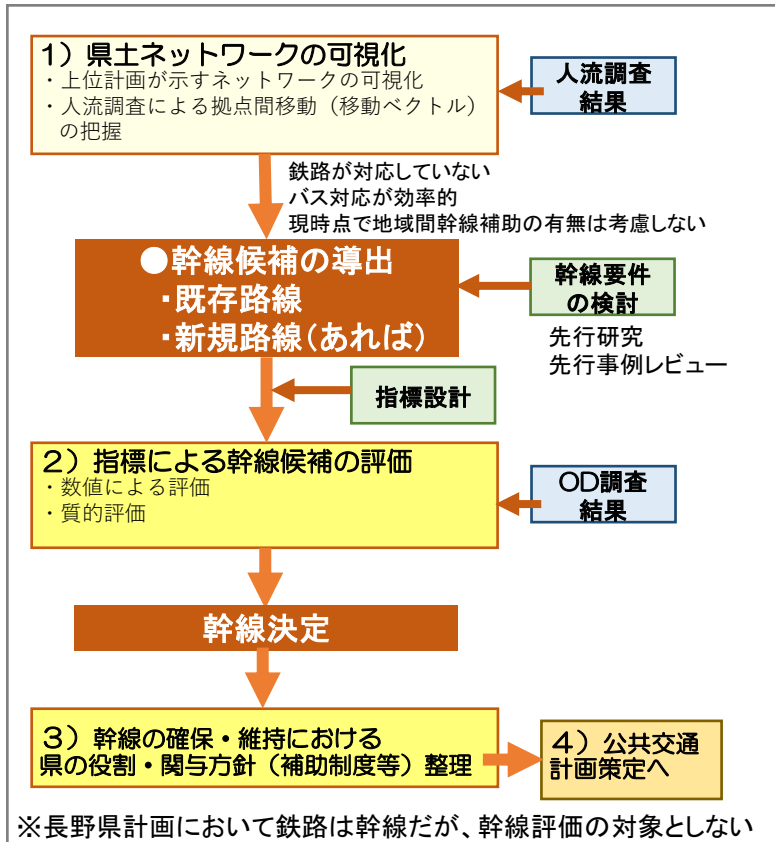 1）県土ネットワークの可視化
・上位計画が示すネットワークの可視化
・人流調査による拠点間移動（移動ベクトル）
の把握
人流調査
結果
鉄路が対応していない
バス対応が効率的
現時点で地域間幹線補助の有無は考慮しない
●幹線候補の導出
・既存路線
・新規路線（あれば）
幹線要件
の検討
先行研究
先行事例レビュー
指標設計
2）指標による幹線候補の評価
・数値による評価
・質的評価
OD調査
結果
幹線決定
3）幹線の確保・維持における
県の役割・関与方針（補助制度等）整理
4）公共交通
計画策定へ
※長野県計画において鉄路は幹線だが、幹線評価の対象としない